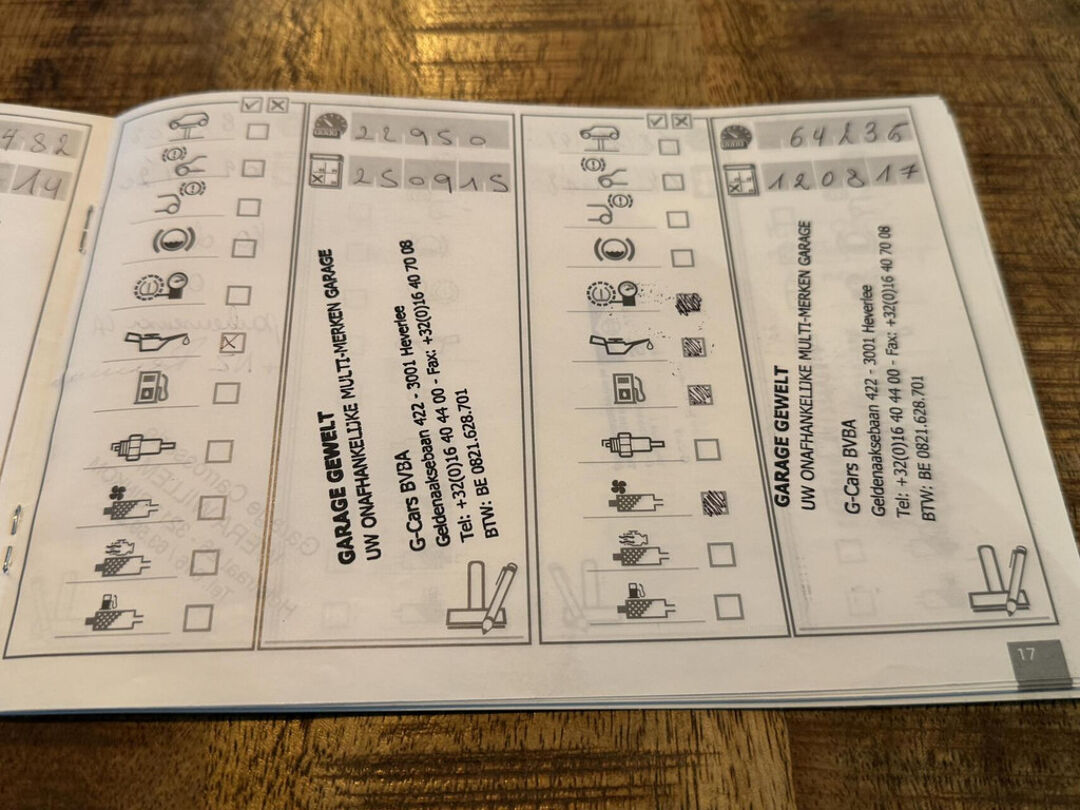 482
14
22950
250915
GARAGE GEWELT
UW ONAFHANKELIJKE MULTI-MERKEN GARAGE
G-Cars BVBA
Geldenaaksebaan 422 - 3001 Heverlee
Tel: +32(0)16 40 44 00 - Fax: +32(0)16 40 70 08
BTW: BE 0821.628.701
64236
120817
GARAGE GEWELT
UW ONAFHANKELIJKE MULTI-MERKEN GARAGE
G-Cars BVBA
Geldenaaksebaan 422 - 3001 Heverlee
Tel: +32(0)16 40 44 00 - Fax: +32(0)16 40 70 08
BTW: BE 0821.628.701
17